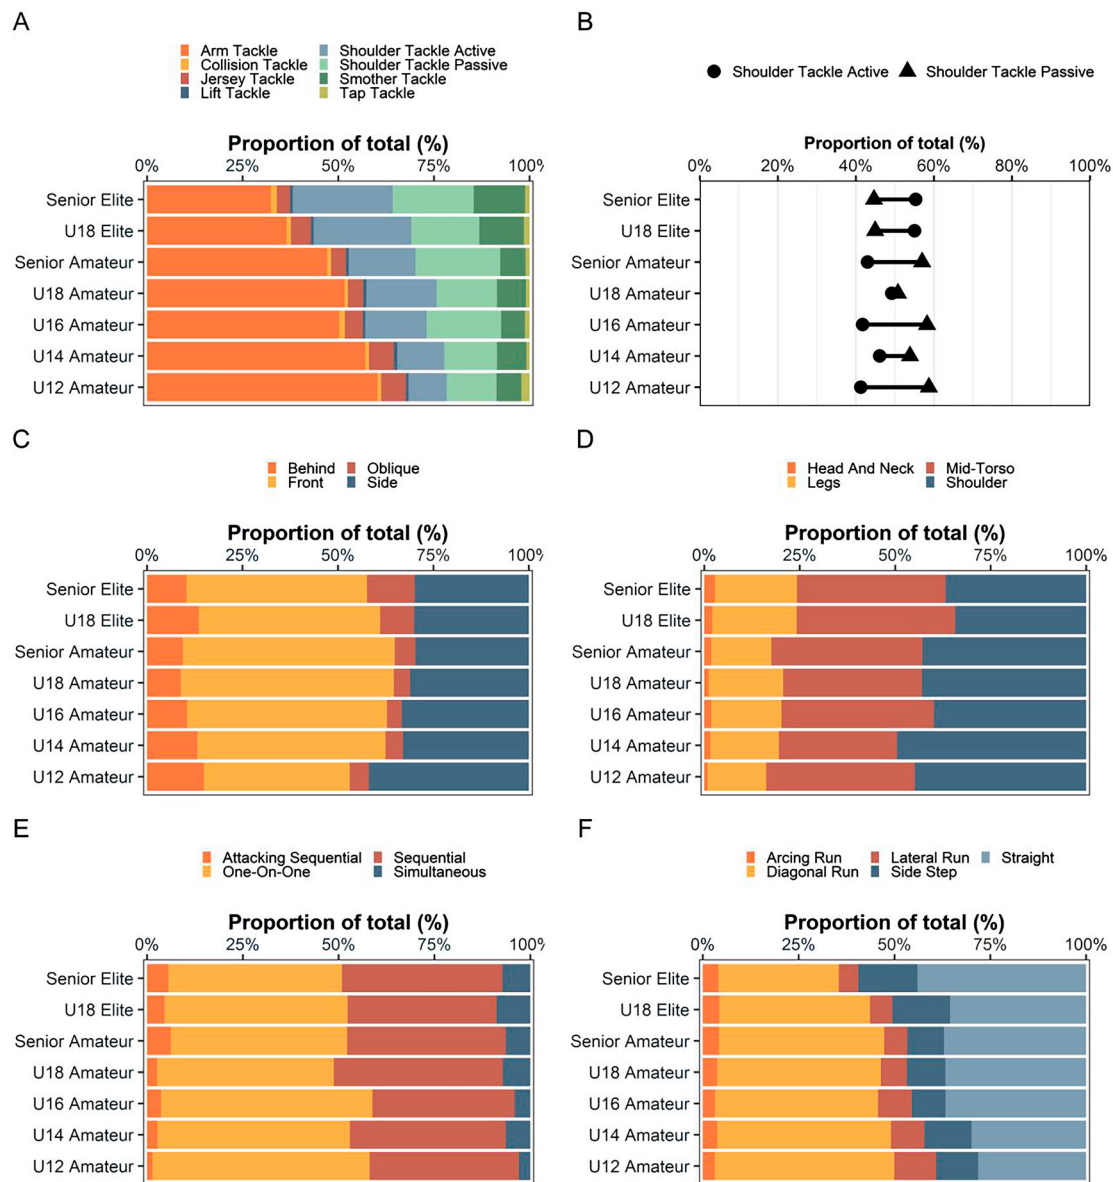 A
Arm Tackle Shoulder Tackle Active
Collision Tackle Shoulder Tackle Passive
Jersey Tackle Smother Tackle
Lift Tackle Tap Tackle
Proportion of total (%)
0% 25% 50% 75% 100%
Senior Elite
U18 Elite
Senior Amateur
U18 Amateur
U16 Amateur
U14 Amateur
U12 Amateur
B
Shoulder Tackle Active Shoulder Tackle Passive
Proportion of total (%)
0% 20% 40% 60% 80% 100%
Senior Elite
U18 Elite
Senior Amateur
U18 Amateur
U16 Amateur
U14 Amateur
U12 Amateur
C
Behind Oblique
Front Side
Proportion of total (%)
0% 25% 50% 75% 100%
Senior Elite
U18 Elite
Senior Amateur
U18 Amateur
U16 Amateur
U14 Amateur
U12 Amateur
D
Head And Neck Mid-Torso
Legs Shoulder
Proportion of total (%)
0% 25% 50% 75% 100%
Senior Elite
U18 Elite
Senior Amateur
U18 Amateur
U16 Amateur
U14 Amateur
U12 Amateur
E
Attacking Sequential Sequential
One-On-One Simultaneous
Proportion of total (%)
0% 25% 50% 75% 100%
Senior Elite
U18 Elite
Senior Amateur
U18 Amateur
U16 Amateur
U14 Amateur
U12 Amateur
F
Arcing Run Lateral Run Straight
Diagonal Run Side Step
Proportion of total (%)
0% 25% 50% 75% 100%
Senior Elite
U18 Elite
Senior Amateur
U18 Amateur
U16 Amateur
U14 Amateur
U12 Amateur